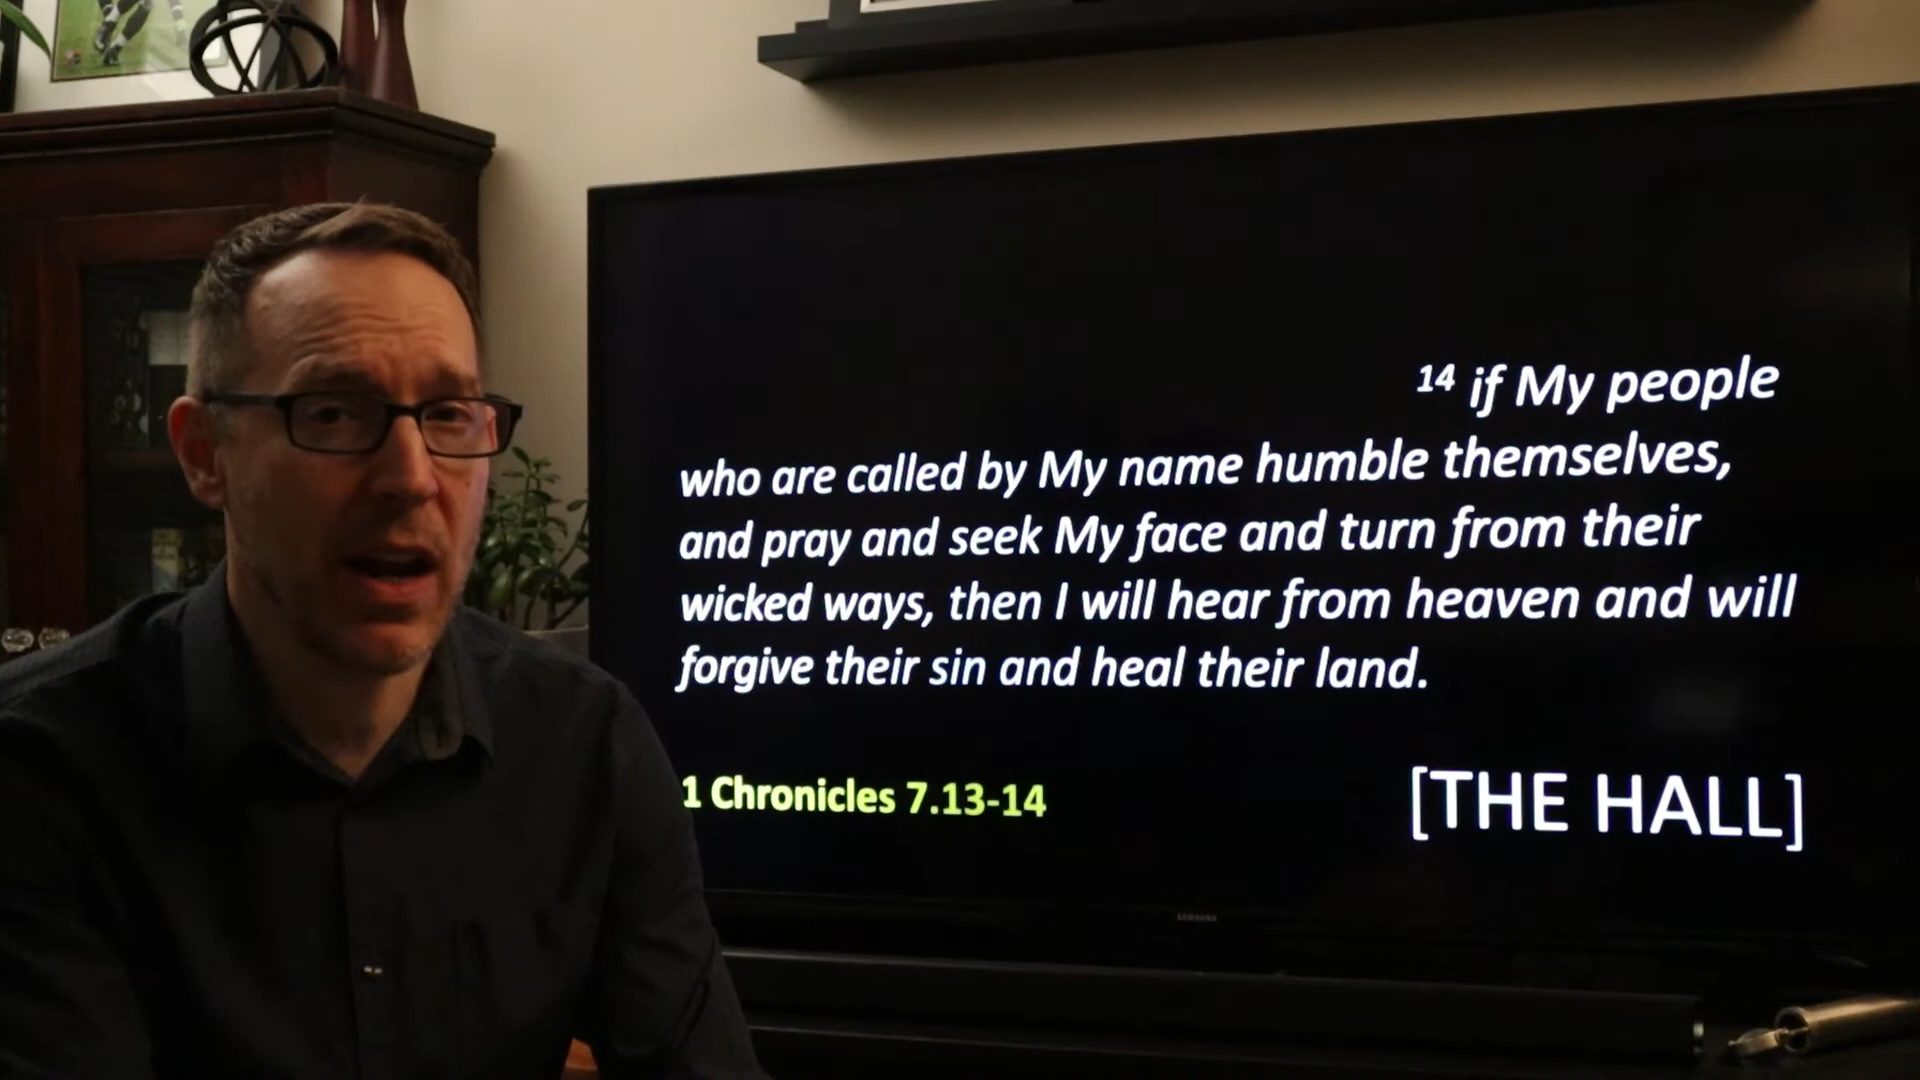 14 if My people
who are called by My name humble themselves,
and pray and seek My face and turn from their
wicked ways, then I will hear from heaven and will
forgive their sin and heal their land.
1 Chronicles 7.13-14
[THE HALL]
SAMSUNG